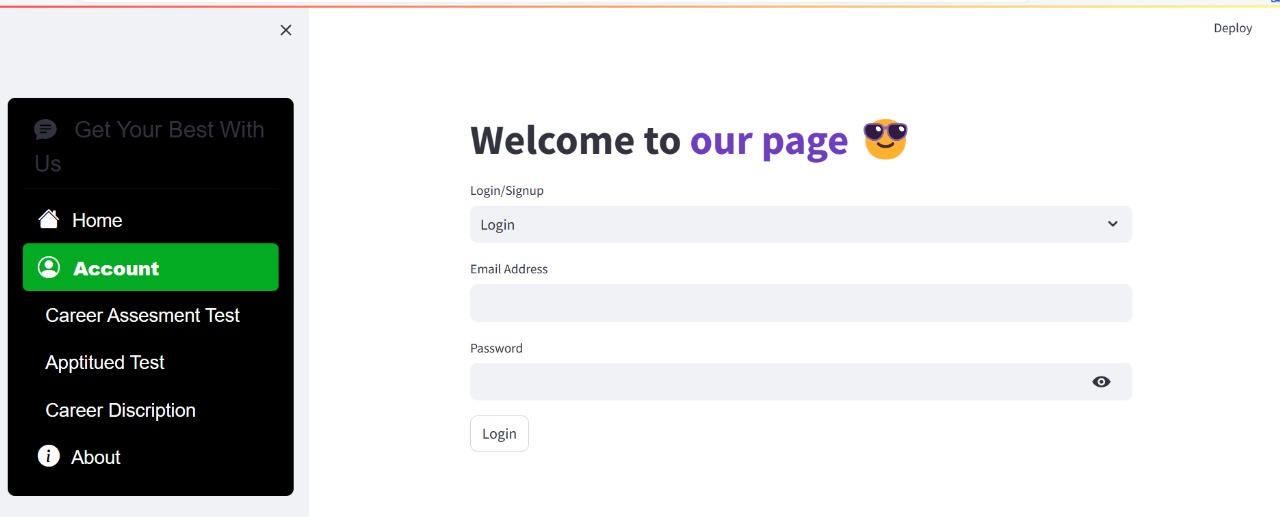 Deploy
Get Your Best With
Us
Home
Account
Career Assesment Test
Apptitued Test
Career Discription
About
Welcome to our page 😎
Login/Signup
Login
Email Address
Password
Login